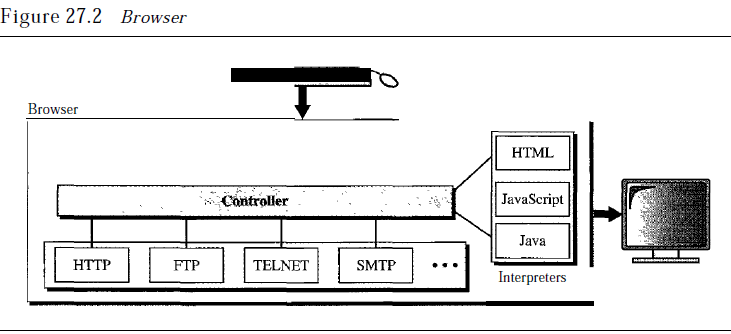 Figure 27.2 Browser
Browser
Controller
HTML
JavaScript
Java
Interpreters
HTTP
FTP
TELNET
SMTP
•••